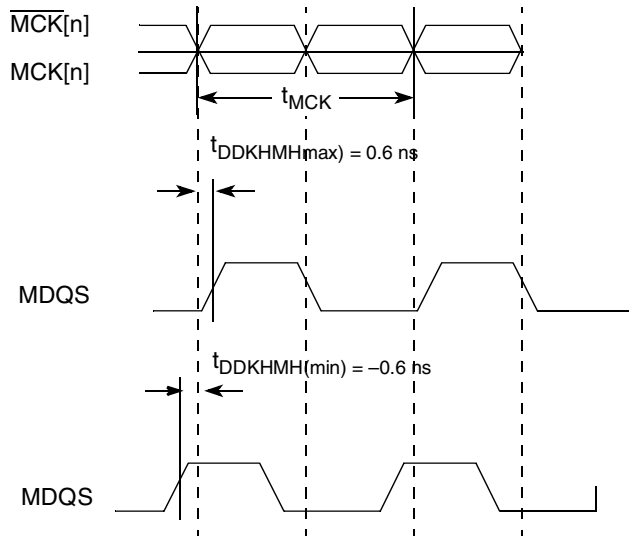 MCK[n]
MCK[n]
tMCK
tDDKHMH(max) = 0.6 ns
MDQS
tDDKHMH(min) = –0.6 ns
MDQS